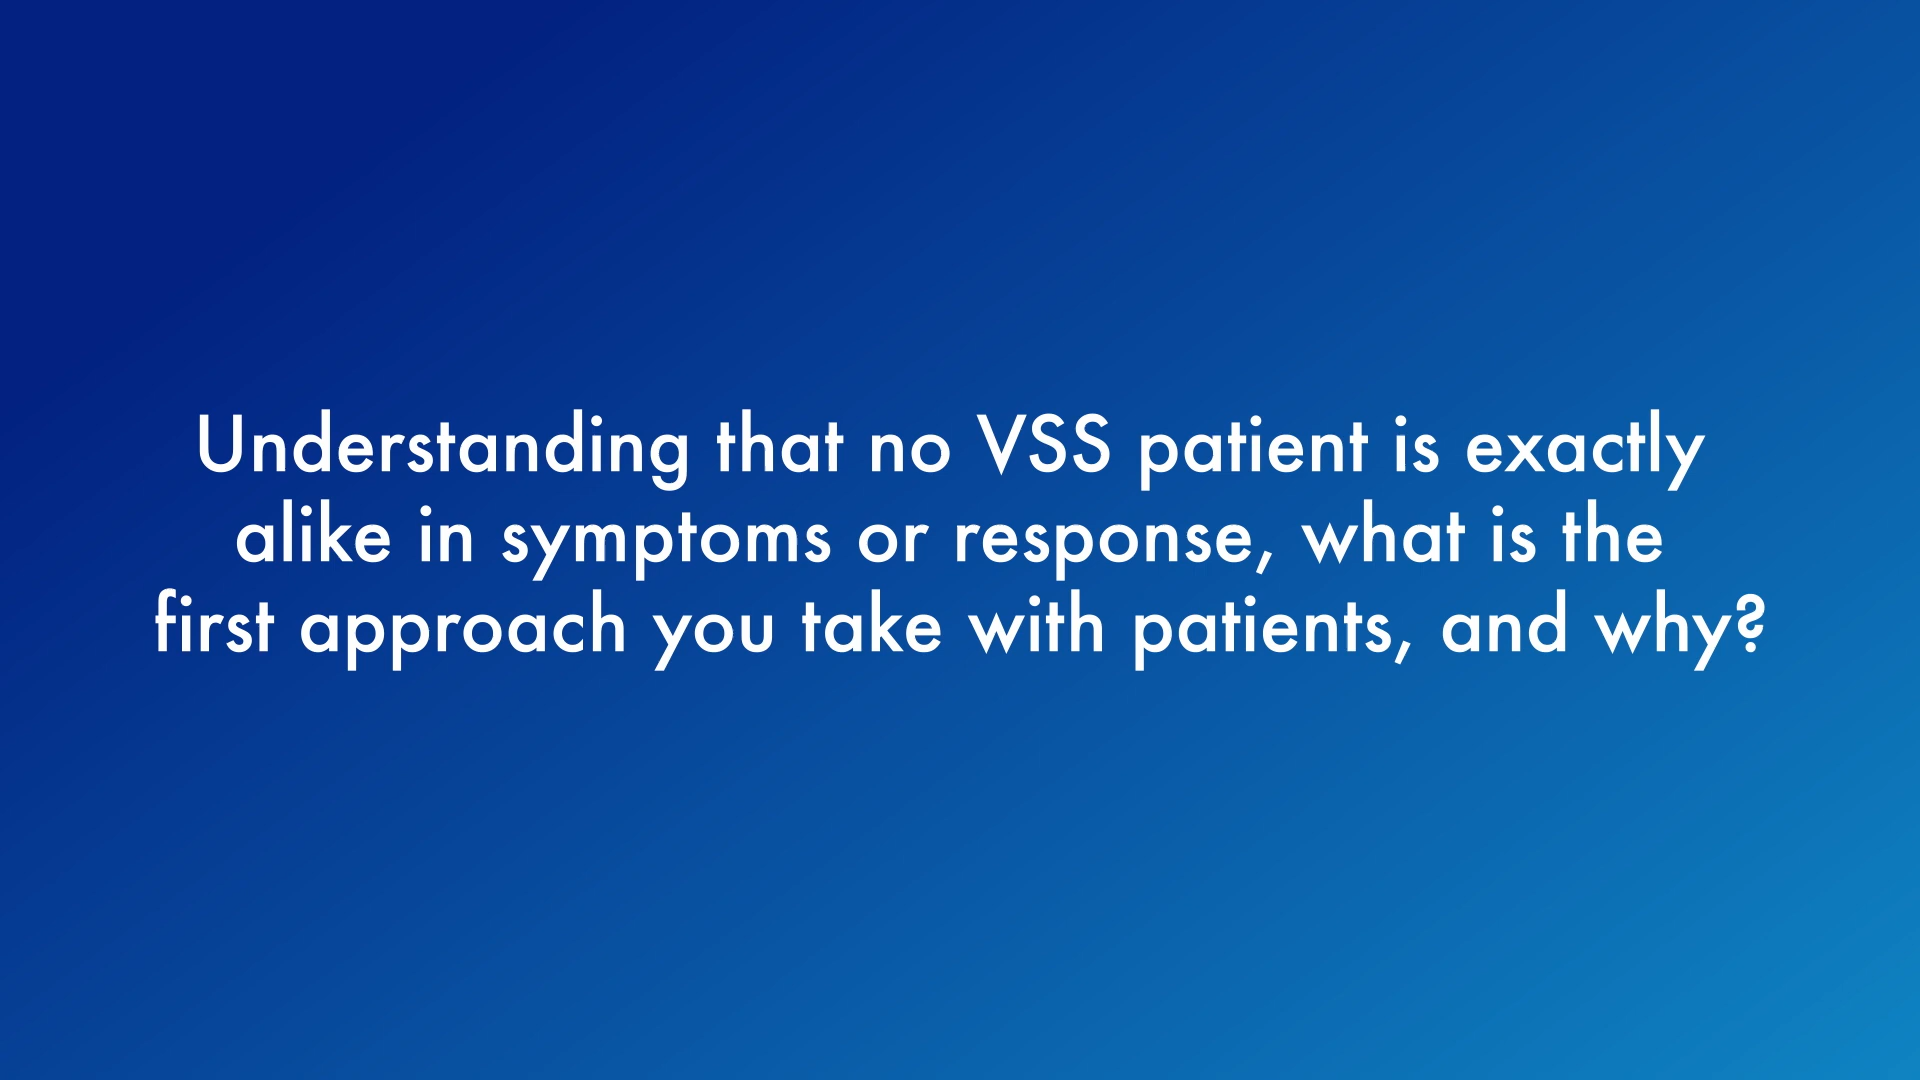 Understanding that no VSS patient is exactly
alike in symptoms or response, what is the
first approach you take with patients, and why?